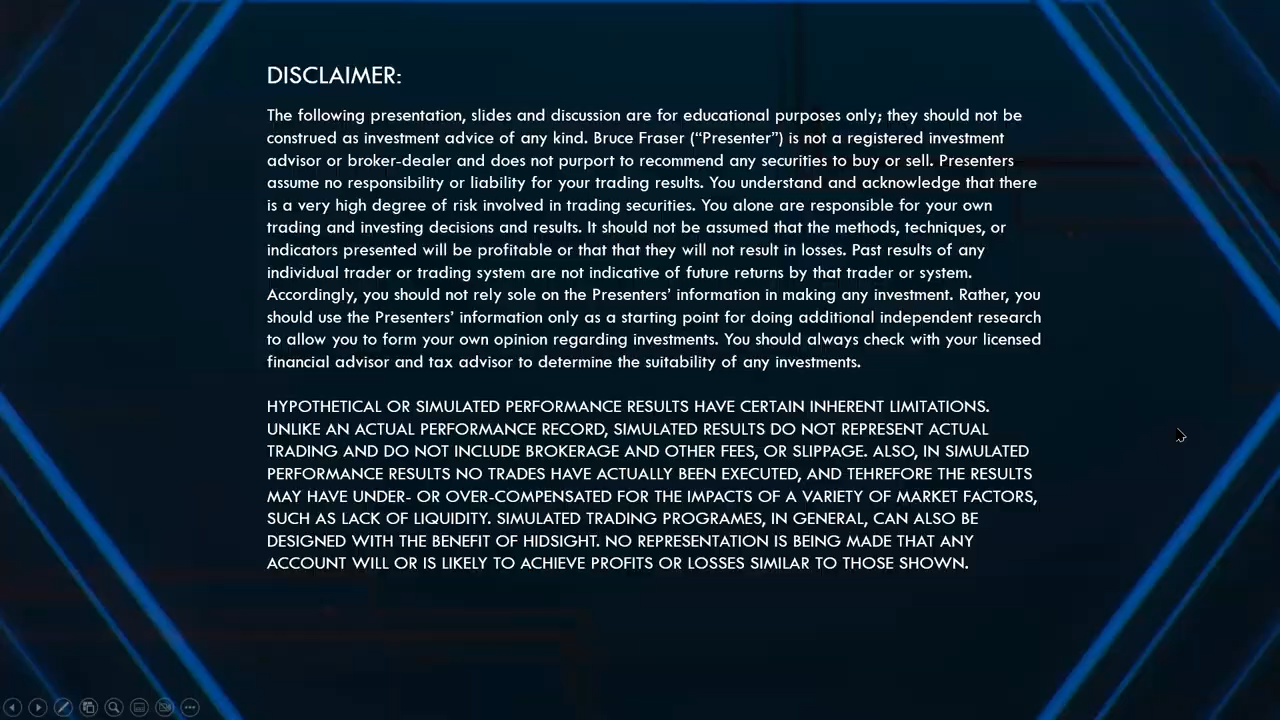 DISCLAIMER:
The following presentation, slides and discussion are for educational purposes only; they should not be
construed as investment advice of any kind. Bruce Fraser (“Presenter”) is not a registered investment
advisor or broker-dealer and does not purport to recommend any securities to buy or sell. Presenters
assume no responsibility or liability for your trading results. You understand and acknowledge that there
is a very high degree of risk involved in trading securities. You alone are responsible for your own
trading and investing decisions and results. It should not be assumed that the methods, techniques, or
indicators presented will be profitable or that that they will not result in losses. Past results of any
individual trader or trading system are not indicative of future returns by that trader or system.
Accordingly, you should not rely sole on the Presenters’ information in making any investment. Rather, you
should use the Presenters’ information only as a starting point for doing additional independent research
to allow you to form your own opinion regarding investments. You should always check with your licensed
financial advisor and tax advisor to determine the suitability of any investments.
HYPOTHETICAL OR SIMULATED PERFORMANCE RESULTS HAVE CERTAIN INHERENT LIMITATIONS.
UNLIKE AN ACTUAL PERFORMANCE RECORD, SIMULATED RESULTS DO NOT REPRESENT ACTUAL
TRADING AND DO NOT INCLUDE BROKERAGE AND OTHER FEES, OR SLIPPAGE. ALSO, IN SIMULATED
PERFORMANCE RESULTS NO TRADES HAVE ACTUALLY BEEN EXECUTED, AND TEHREFORE THE RESULTS
MAY HAVE UNDER- OR OVER-COMPENSATED FOR THE IMPACTS OF A VARIETY OF MARKET FACTORS,
SUCH AS LACK OF LIQUIDITY. SIMULATED TRADING PROGRAMES, IN GENERAL, CAN ALSO BE
DESIGNED WITH THE BENEFIT OF HIDSIGHT. NO REPRESENTATION IS BEING MADE THAT ANY
ACCOUNT WILL OR IS LIKELY TO ACHIEVE PROFITS OR LOSSES SIMILAR TO THOSE SHOWN.